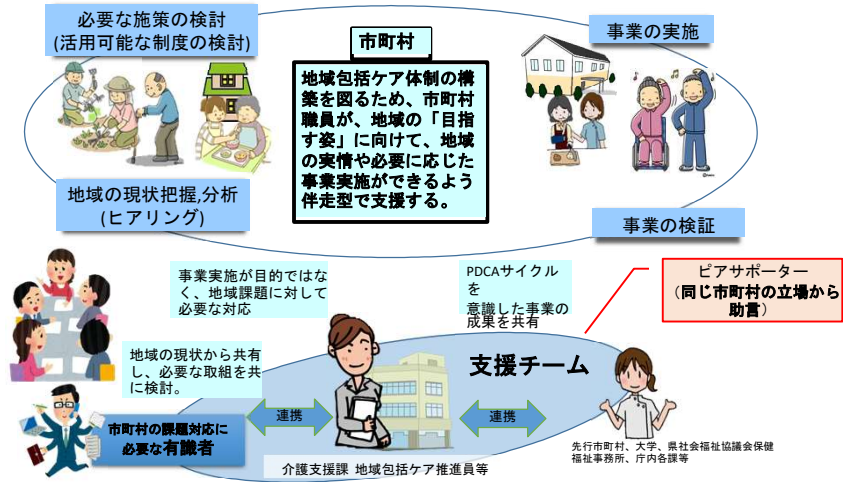 必要な施策の検討
(活用可能な制度の検討)
市町村
事業の実施
地域包括ケア体制の構
築を図るため、市町村
職員が、地域の「目指
す姿」に向けて、地域
の実情や必要に応じた
事業実施ができるよう
伴走型で支援する。
地域の現状把握,分析
(ヒアリング)
事業の検証
事業実施が目的ではな
く、地域課題に対して
必要な対応
PDCAサイクル
を
意識した事業の
成果を共有
ピアサポーター
（同じ市町村の立場から
助言）
地域の現状から共有
し、必要な取組を共
に検討。
支援チーム
連携
連携
市町村の課題対応に
必要な有識者
先行市町村、大学、県社会福祉協議会保健
福祉事務所、庁内各課等
介護支援課 地域包括ケア推進員等